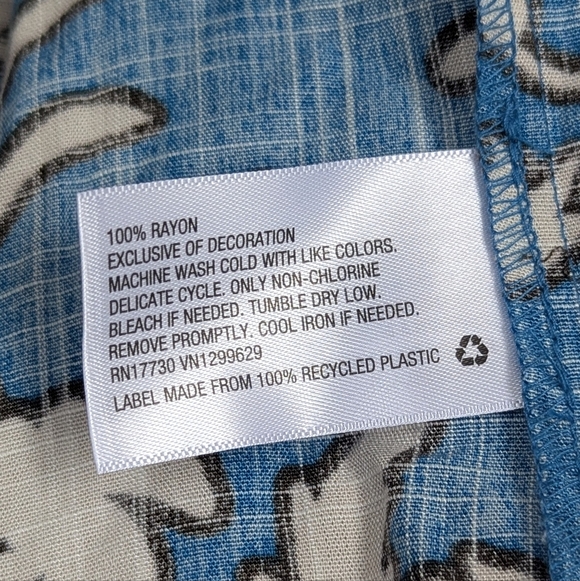 100% RAYON
EXCLUSIVE OF DECORATION
MACHINE WASH COLD WITH LIKE COLORS.
DELICATE CYCLE. ONLY NON-CHLORINE
BLEACH IF NEEDED. TUMBLE DRY LOW.
REMOVE PROMPTLY. COOL IRON IF NEEDED.
RN17730 VN1299629
LABEL MADE FROM 100% RECYCLED PLASTIC